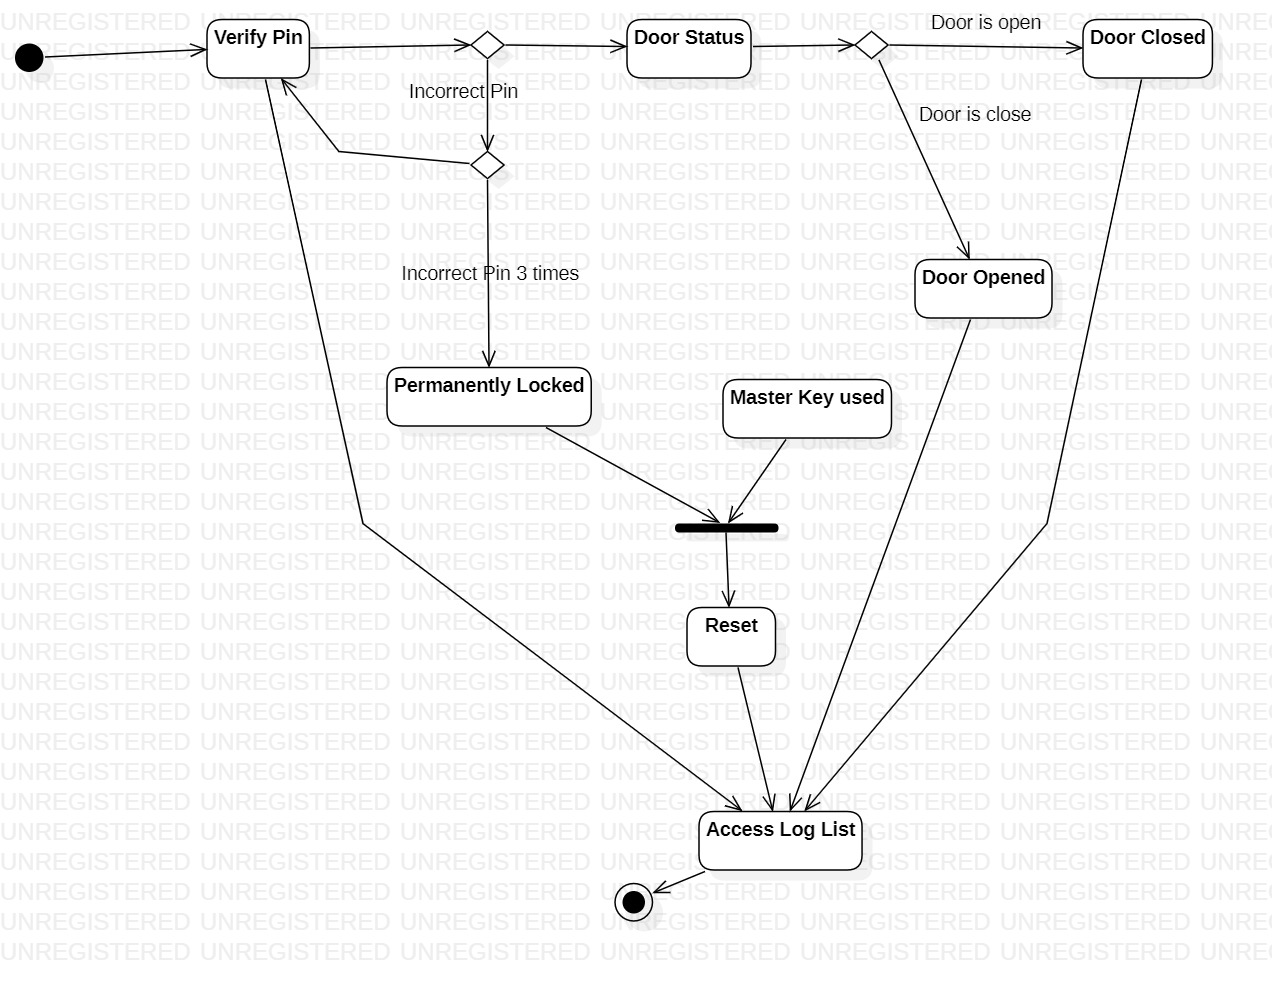 Verify Pin
Door Status
Door is open
Door Closed
Incorrect Pin
Door is close
Incorrect Pin 3 times
Door Opened
Permanently Locked
Master Key used
Reset
Access Log List
UNREGISTERED UNREGISTERED UNREGISTERED UNREGISTERED UNREGISTERED UNREGISTERED